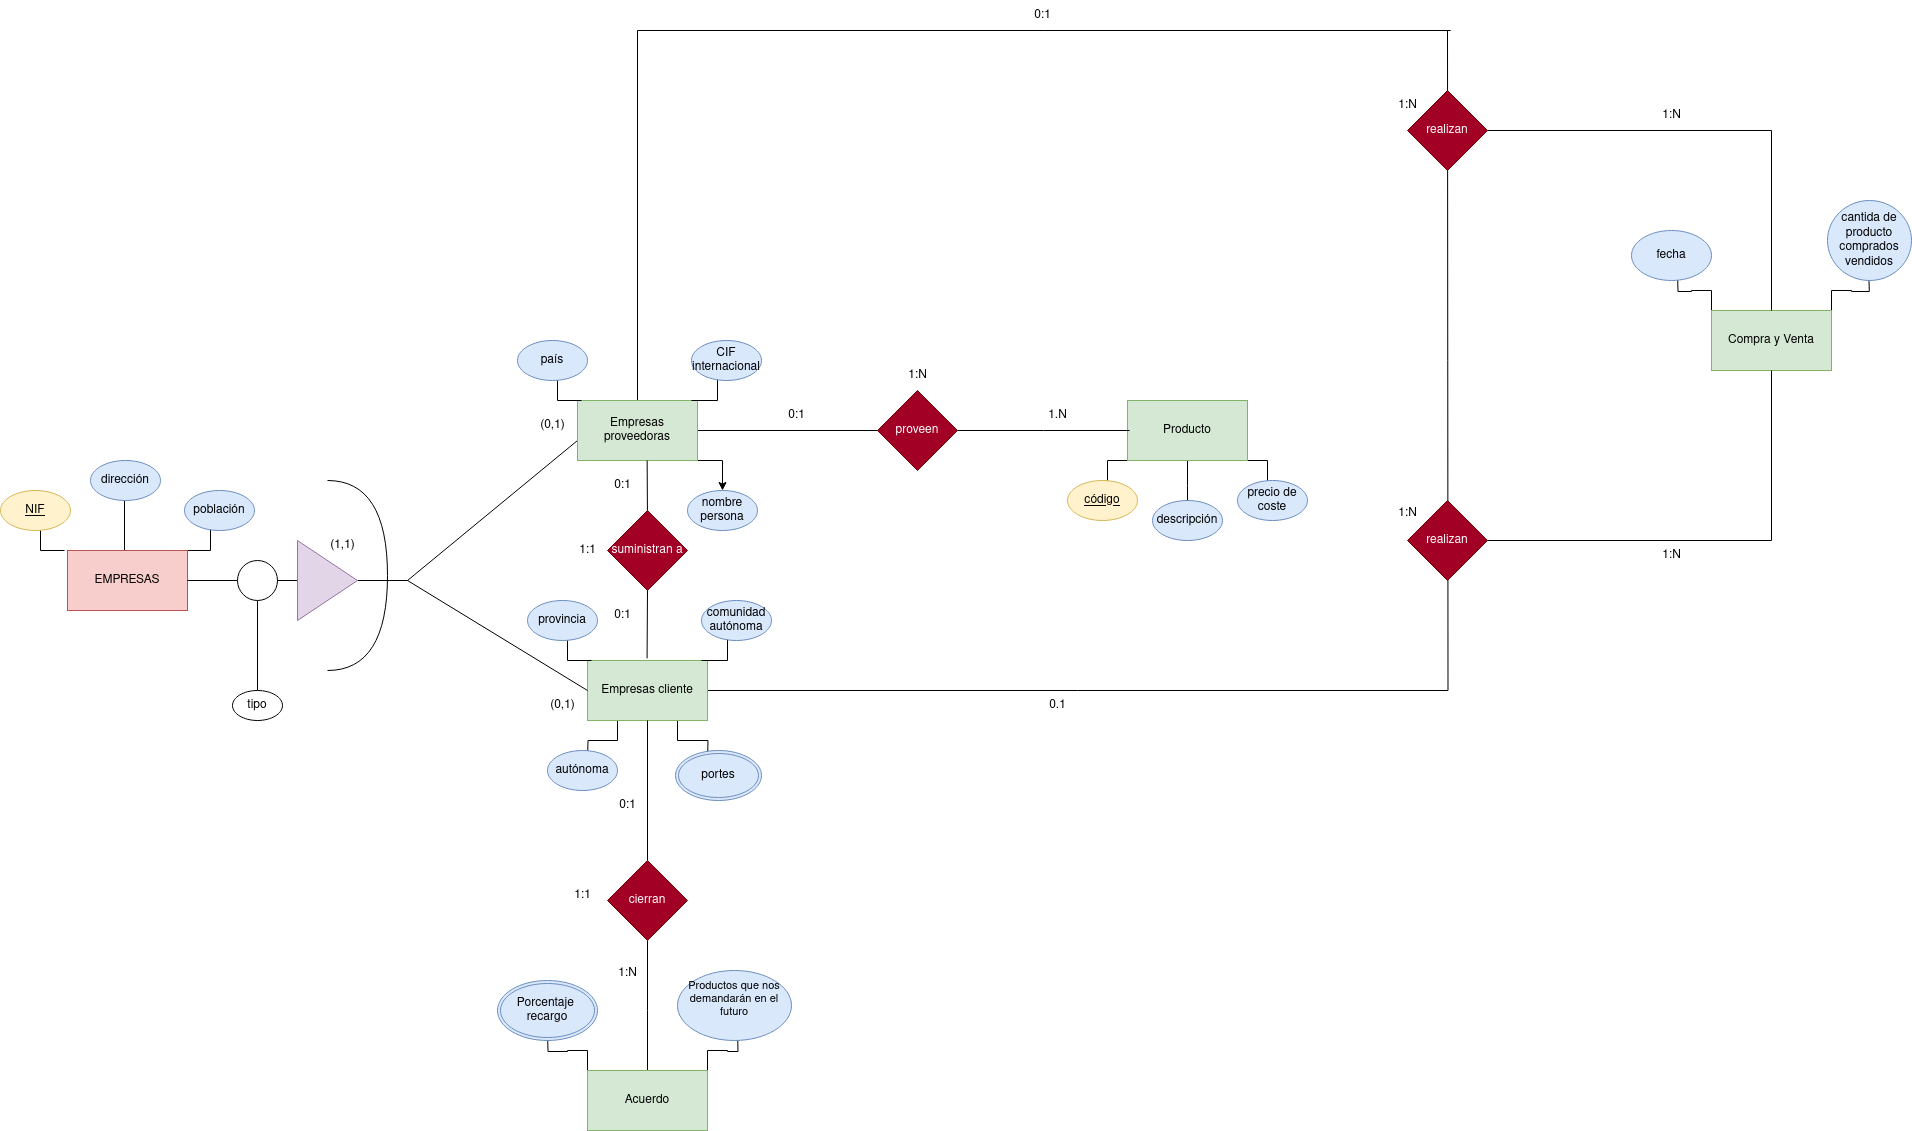 0:1
1:N
realizan
1:N
cantida de
producto
comprados
vendidos
fecha
Compra y Venta
país
CIF
internacional
(0,1)
Empresas
proveedoras
0:1
1:N
proveen
1.N
Producto
código
descripción
precio de
coste
nombre
persona
0:1
suministran a
1:1
0:1
NIF
dirección
población
EMPRESAS
(1,1)
tipo
1:N
realizan
1:N
provincia
comunidad
autónoma
Empresas cliente
(0,1)
0.1
autónoma
portes
0:1
1:1
cierran
1:N
Porcentaje
recargo
Productos que nos
demandarán en el
futuro
Acuerdo